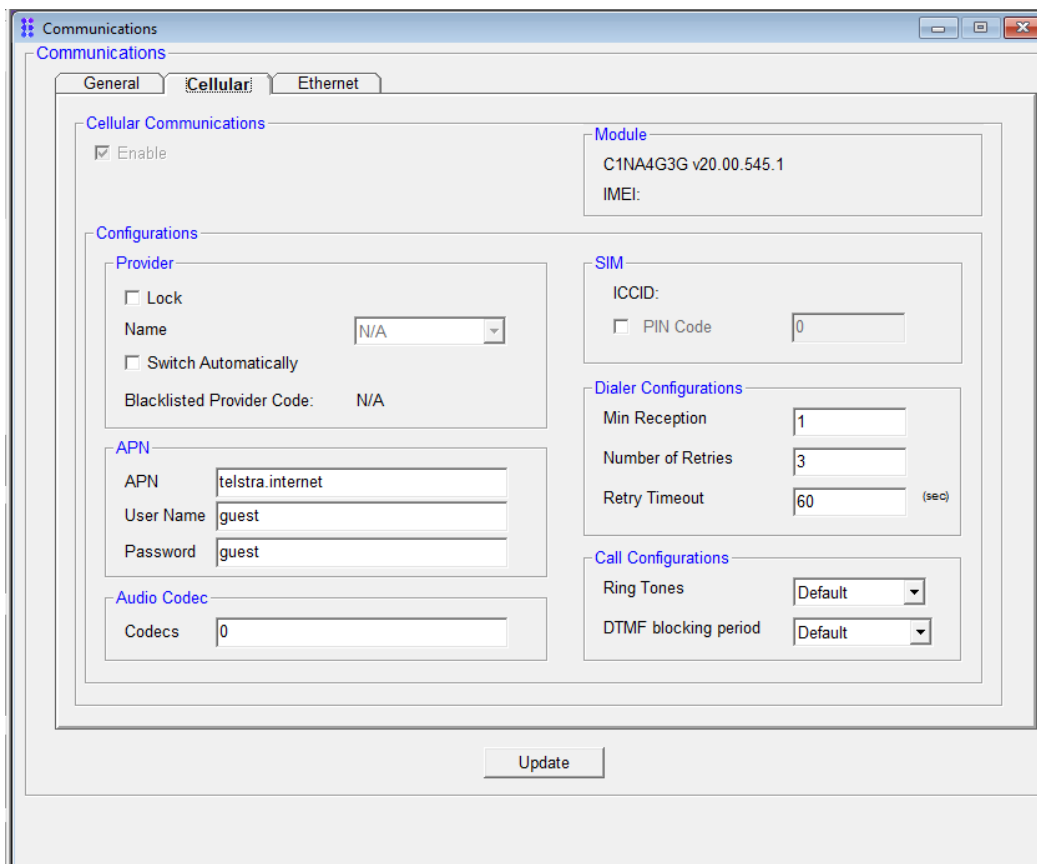 Communications
Communications
General Cellular Ethernet
Cellular Communications
Enable
Module
C1NA4G3G v20.00.545.1
IMEI:
Configurations
Provider
Lock
Name N/A
Switch Automatically
Blacklisted Provider Code: N/A
SIM
ICCID:
PIN Code 0
APN
APN telstra.internet
User Name guest
Password guest
Dialer Configurations
Min Reception 1
Number of Retries 3
Retry Timeout 60 (sec)
Audio Codec
Codecs 0
Call Configurations
Ring Tones Default
DTMF blocking period Default
Update